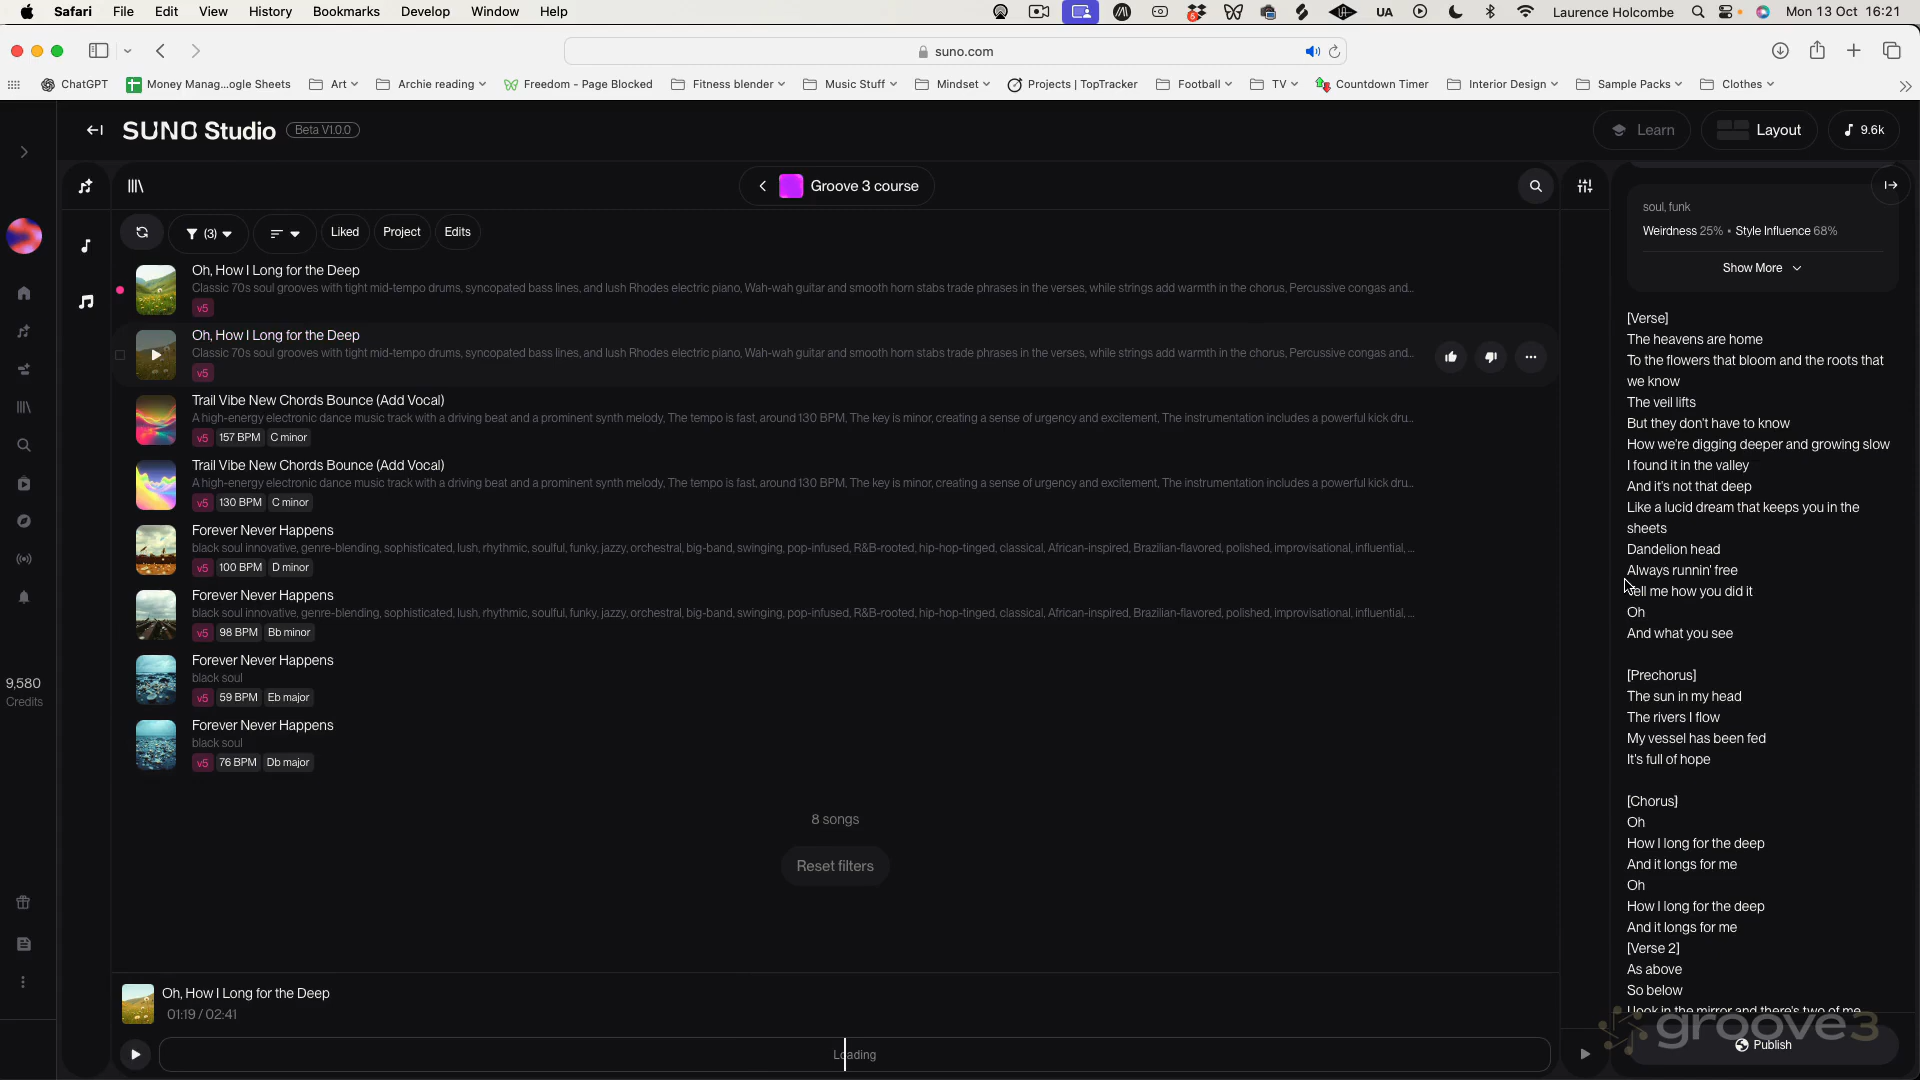 Safari File Edit View History Bookmarks Develop Window Help UA Laurence Holcombe Mon 13 Oct 16:21
suno.com
ChatGPT Money Manag...ogle Sheets Art Archie reading Freedom - Page Blocked Fitness blender Music Stuff Mindset Projects | TopTracker Football TV Countdown Timer Interior Design Sample Packs Clothes
SUNO Studio Beta V1.0.0 Learn Layout 9.6k
Groove 3 course
(3) Liked Project Edits
Oh, How I Long for the Deep
Classic 70s soul grooves with tight mid-tempo drums, syncopated bass lines, and lush Rhodes electric piano, Wah-wah guitar and smooth horn stabs trade phrases in the verses, while strings add warmth in the chorus, Percussive congas and...
v5
Oh, How I Long for the Deep
Classic 70s soul grooves with tight mid-tempo drums, syncopated bass lines, and lush Rhodes electric piano, Wah-wah guitar and smooth horn stabs trade phrases in the verses, while strings add warmth in the chorus, Percussive congas and...
v5
Trail Vibe New Chords Bounce (Add Vocal)
A high-energy electronic dance music track with a driving beat and a prominent synth melody, The tempo is fast, around 130 BPM, The key is minor, creating a sense of urgency and excitement, The instrumentation includes a powerful kick dru...
v5 157 BPM C minor
Trail Vibe New Chords Bounce (Add Vocal)
A high-energy electronic dance music track with a driving beat and a prominent synth melody, The tempo is fast, around 130 BPM, The key is minor, creating a sense of urgency and excitement, The instrumentation includes a powerful kick dru...
v5 130 BPM C minor
Forever Never Happens
black soul innovative, genre-blending, sophisticated, lush, rhythmic, soulful, funky, jazzy, orchestral, big-band, swinging, pop-infused, R&B-rooted, hip-hop-tinged, classical, African-inspired, Brazilian-flavored, polished, improvisational, influential, ...
v5 100 BPM D minor
Forever Never Happens
black soul innovative, genre-blending, sophisticated, lush, rhythmic, soulful, funky, jazzy, orchestral, big-band, swinging, pop-infused, R&B-rooted, hip-hop-tinged, classical, African-inspired, Brazilian-flavored, polished, improvisational, influential, ...
v5 98 BPM Bb minor
Forever Never Happens
black soul
v5 59 BPM Eb major
Forever Never Happens
black soul
v5 76 BPM Db major
8 songs
Reset filters
9,580
Credits
Oh, How I Long for the Deep
01:19 / 02:41
Loading
soul, funk
Weirdness 25% • Style Influence 68%
Show More
[Verse]
The heavens are home
To the flowers that bloom and the roots that
we know
The veil lifts
But they don't have to know
How we're digging deeper and growing slow
I found it in the valley
And it's not that deep
Like a lucid dream that keeps you in the
sheets
Dandelion head
Always runnin' free
Tell me how you did it
Oh
And what you see
[Prechorus]
The sun in my head
The rivers I flow
My vessel has been fed
It's full of hope
[Chorus]
Oh
How I long for the deep
And it longs for me
Oh
How I long for the deep
And it longs for me
[Verse 2]
As above
So below
I look in the mirror and there's two of me
groove3
Publish